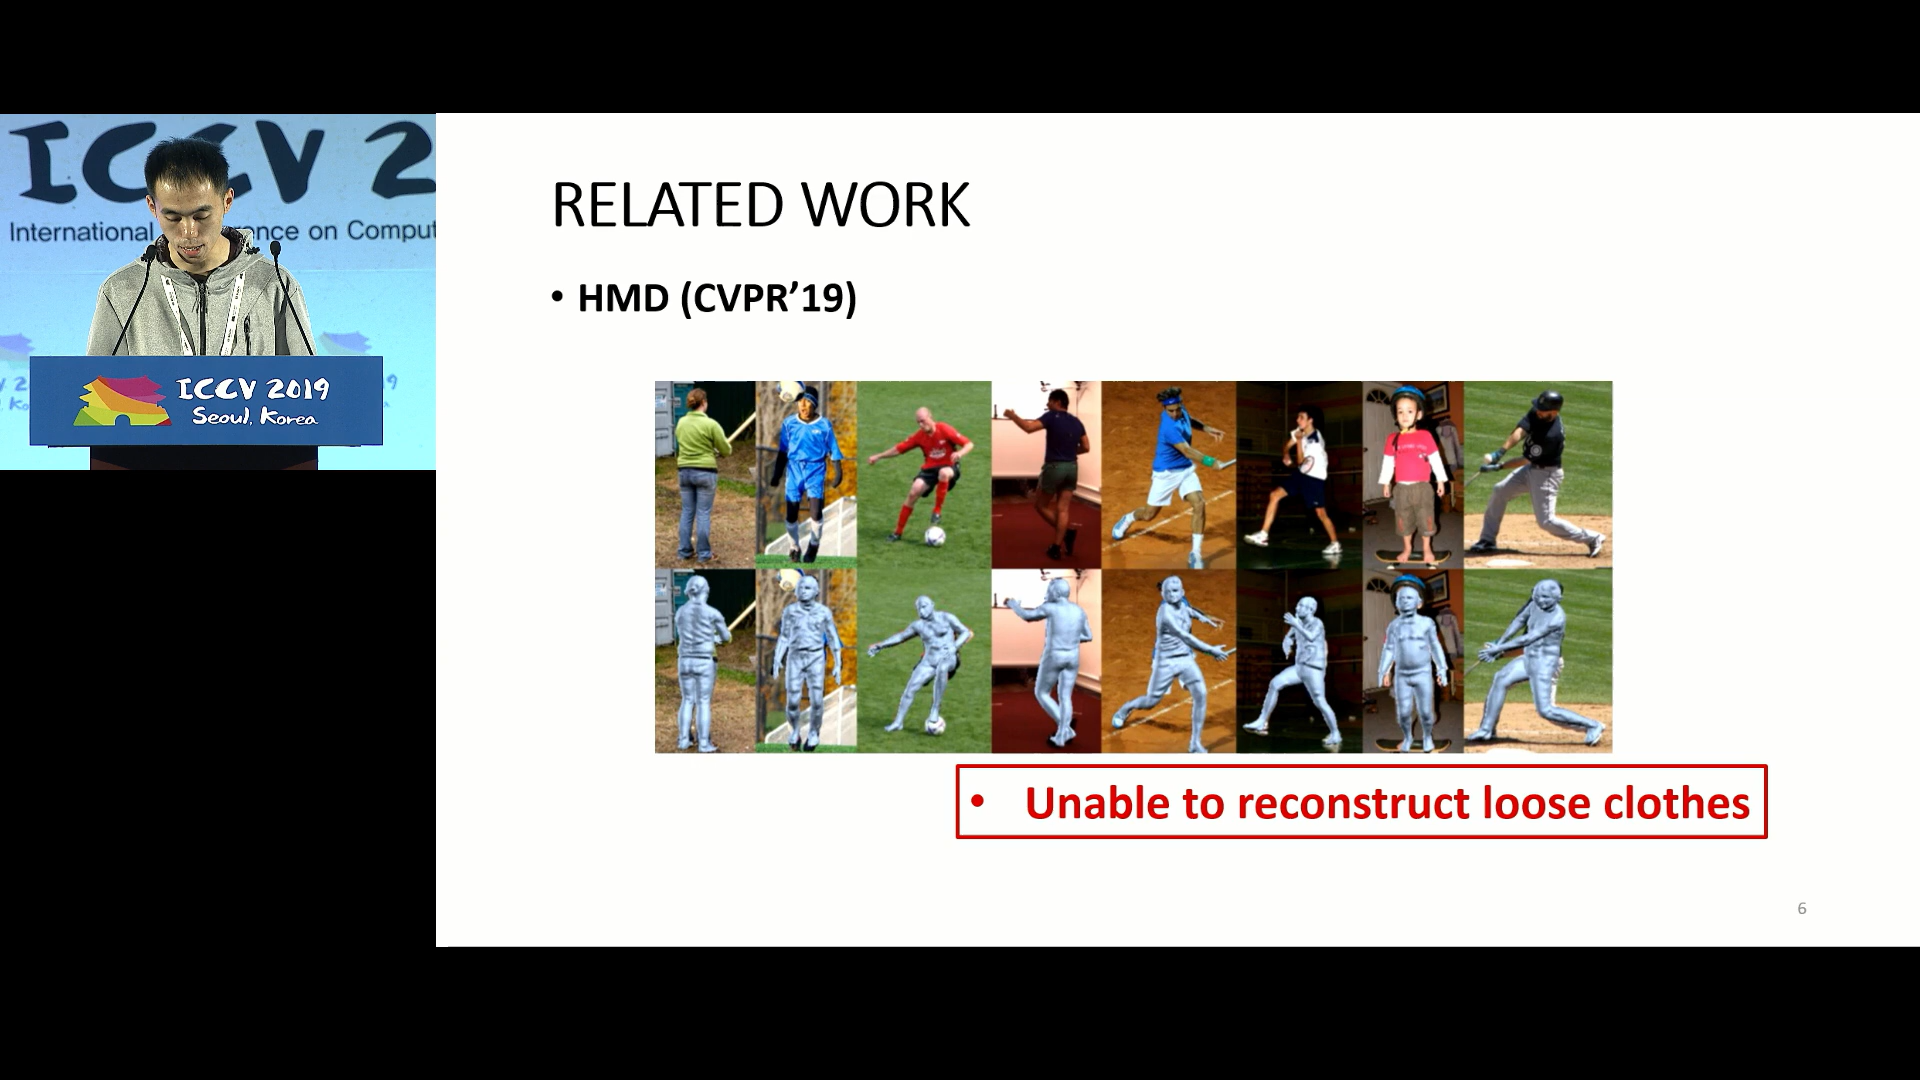 ICCV 2
International
ence on Comput
ICCV 2019
Seoul, Korea
RELATED WORK
• HMD (CVPR’19)
• Unable to reconstruct loose clothes
6